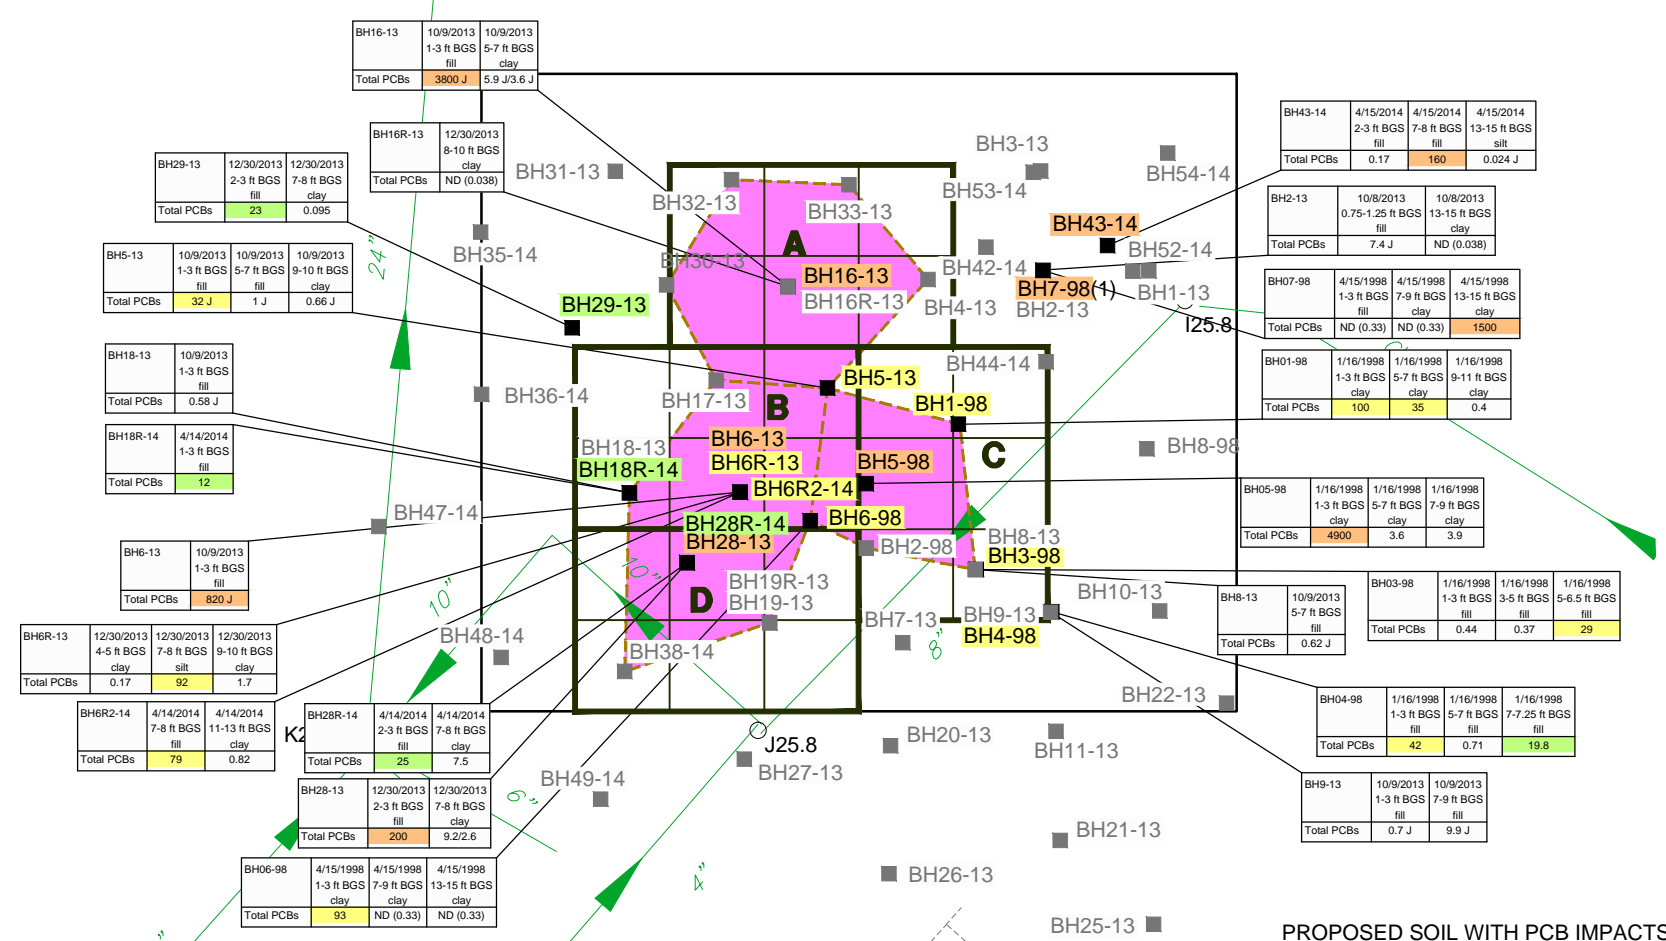 BH16-13 10/9/2013 10/9/2013
1-3 ft BGS 5-7 ft BGS
fill clay
Total PCBs 3800 J 5.9 J/3.6 J
BH16R-13 12/30/2013
8-10 ft BGS
clay
Total PCBs ND (0.038)
BH29-13 12/30/2013 12/30/2013
2-3 ft BGS 7-8 ft BGS
fill clay
Total PCBs 23 0.095
BH5-13 10/9/2013 10/9/2013 10/9/2013
1-3 ft BGS 5-7 ft BGS 9-10 ft BGS
fill fill clay
Total PCBs 32 J 1 J 0.66 J
BH18-13 10/9/2013
1-3 ft BGS
fill
Total PCBs 0.58 J
BH18R-14 4/14/2014
1-3 ft BGS
fill
Total PCBs 12
BH6-13 10/9/2013
1-3 ft BGS
fill
Total PCBs 820 J
BH6R-13 12/30/2013 12/30/2013 12/30/2013
4-5 ft BGS 7-8 ft BGS 9-10 ft BGS
clay silt clay
Total PCBs 0.17 92 1.7
BH6R2-14 4/14/2014 4/14/2014
7-8 ft BGS 11-13 ft BGS
fill clay
Total PCBs 79 0.82
BH28R-14 4/14/2014 4/14/2014
2-3 ft BGS 7-8 ft BGS
fill clay
Total PCBs 25 7.5
BH28-13 12/30/2013 12/30/2013
2-3 ft BGS 7-8 ft BGS
fill clay
Total PCBs 200 9.2/2.6
BH06-98 4/15/1998 4/15/1998 4/15/1998
1-3 ft BGS 7-9 ft BGS 13-15 ft BGS
clay clay clay
Total PCBs 93 ND (0.33) ND (0.33)
BH43-14 4/15/2014 4/15/2014 4/15/2014
2-3 ft BGS 7-8 ft BGS 13-15 ft BGS
fill fill silt
Total PCBs 0.17 160 0.024 J
BH2-13 10/8/2013 10/8/2013
0.75-1.25 ft BGS 13-15 ft BGS
fill clay
Total PCBs 7.4 J ND (0.038)
BH07-98 4/15/1998 4/15/1998 4/15/1998
1-3 ft BGS 7-9 ft BGS 13-15 ft BGS
fill clay clay
Total PCBs ND (0.33) ND (0.33) 1500
BH01-98 1/16/1998 1/16/1998 1/16/1998
1-3 ft BGS 5-7 ft BGS 9-11 ft BGS
clay clay clay
Total PCBs 100 35 0.4
BH05-98 1/16/1998 1/16/1998 1/16/1998
1-3 ft BGS 5-7 ft BGS 7-9 ft BGS
clay clay clay
Total PCBs 4900 3.6 3.9
BH8-13 10/9/2013
5-7 ft BGS
fill
Total PCBs 0.62 J
BH03-98 1/16/1998 1/16/1998 1/16/1998
1-3 ft BGS 3-5 ft BGS 5-6.5 ft BGS
fill fill fill
Total PCBs 0.44 0.37 29
BH04-98 1/16/1998 1/16/1998 1/16/1998
1-3 ft BGS 5-7 ft BGS 7-7.25 ft BGS
fill fill fill
Total PCBs 42 0.71 19.8
BH9-13 10/9/2013 10/9/2013
1-3 ft BGS 7-9 ft BGS
fill fill
Total PCBs 0.7 J 9.9 J
BH31-13
BH3-13
BH53-14
BH54-14
BH32-13
BH33-13
BH43-14
BH35-14
A
BH52-14
BH30-13
BH42-14
BH16-13
BH7-98(1)
BH1-13
BH16R-13
BH4-13
BH2-13
BH29-13
I25.8
24"
BH44-14
BH5-13
BH36-14
BH17-13
B
BH1-98
BH18-13
BH6-13
C
BH8-98
BH18R-14
BH6R-13
BH5-98
BH6R2-14
BH47-14
BH28R-14
BH6-98
BH28-13
BH2-98
BH8-13
BH3-98
10"
10"
BH19R-13
D
BH19-13
BH7-13
BH9-13
BH10-13
BH4-98
BH48-14
BH38-14
8"
BH22-13
K2
J25.8
BH20-13
BH11-13
BH49-14
BH27-13
6"
BH21-13
4"
BH26-13
BH25-13
"
PROPOSED SOIL WITH PCB IMPACTS